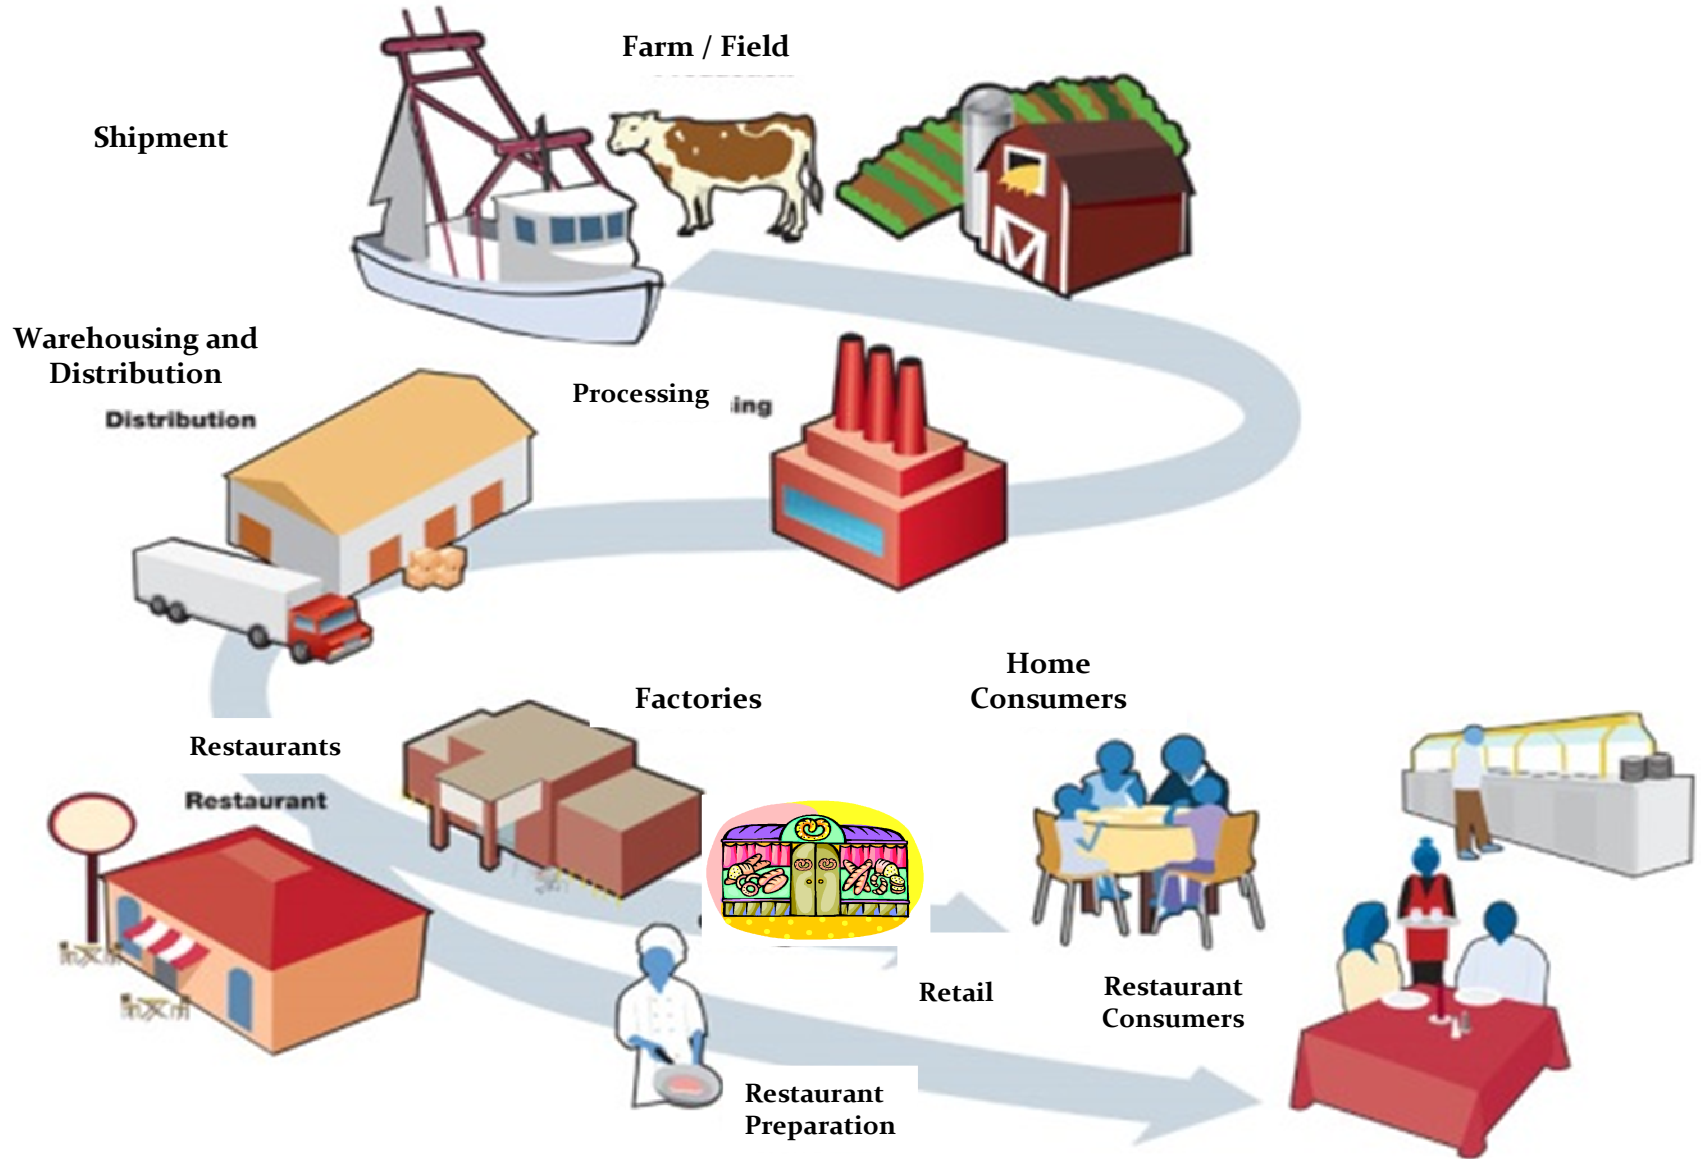 Farm / Field
Shipment
Warehousing and
Distribution
Distribution
Processing
ing
Home
Consumers
Factories
Restaurants
Restaurant
Retail
Restaurant
Consumers
Restaurant
Preparation